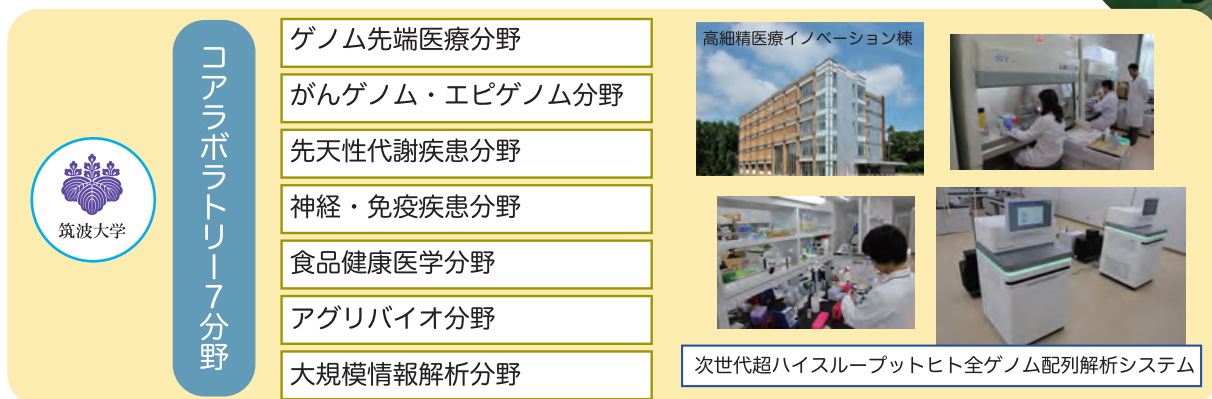 筑波大学
コアラボラトリー7分野
ゲノム先端医療分野
がんゲノム・エピゲノム分野
先天性代謝疾患分野
神経・免疫疾患分野
食品健康医学分野
アグリバイオ分野
大規模情報解析分野
高細精医療イノベーション棟
次世代超ハイスループットヒト全ゲノム配列解析システム